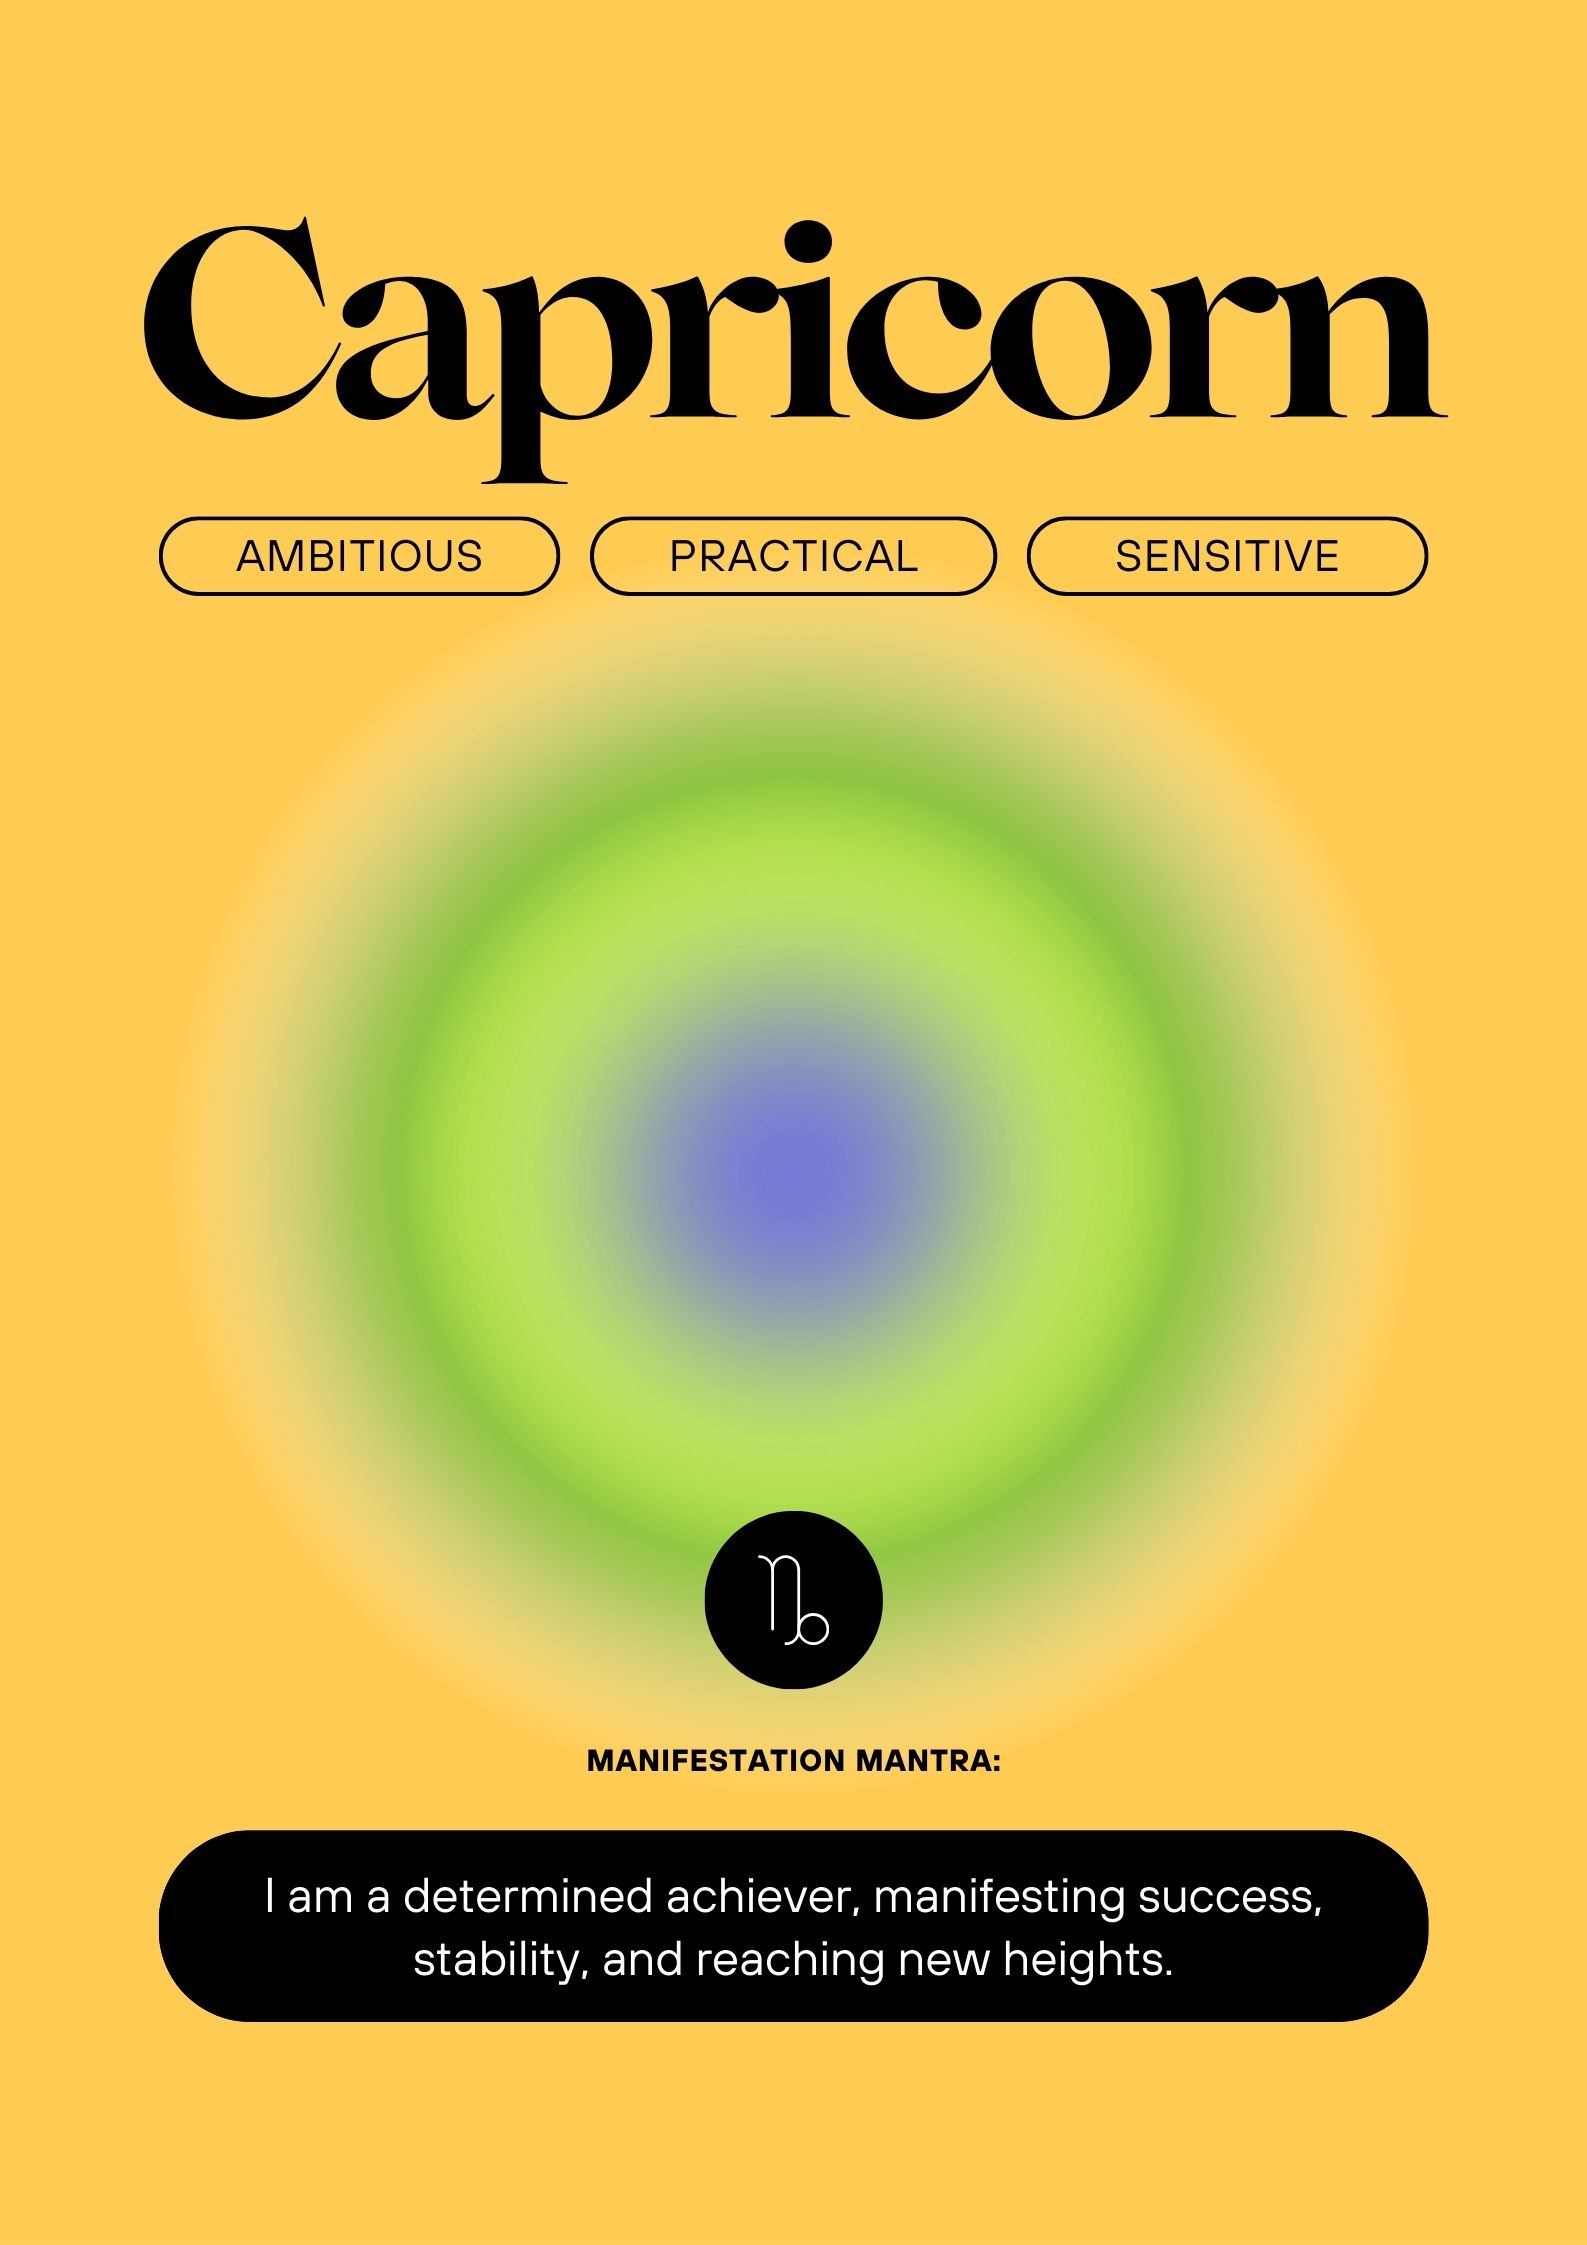 Capricorn
AMBITIOUS
PRACTICAL
SENSITIVE
MANIFESTATION MANTRA:
I am a determined achiever, manifesting success,
stability, and reaching new heights.